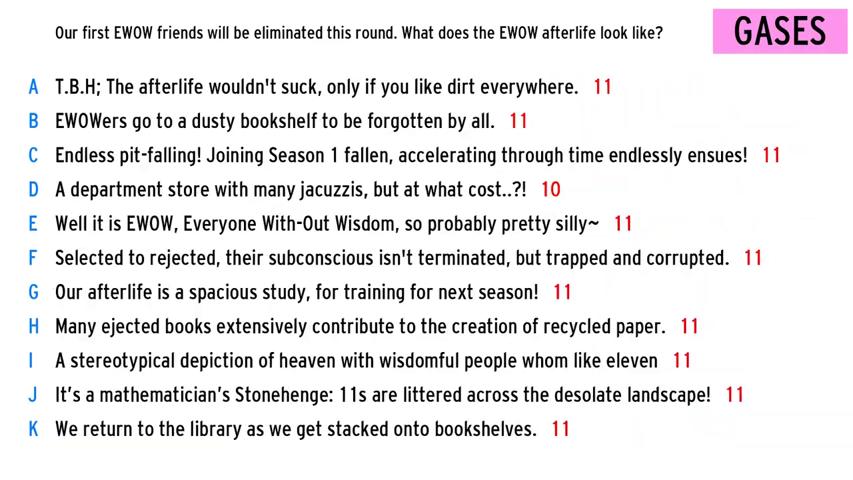 Our first EWOW friends will be eliminated this round. What does the EWOW afterlife look like?
GASES
A T.B.H; The afterlife wouldn't suck, only if you like dirt everywhere. 11
B EWOWers go to a dusty bookshelf to be forgotten by all. 11
C Endless pit-falling! Joining Season 1 fallen, accelerating through time endlessly ensues! 11
D A department store with many jacuzzis, but at what cost..?! 10
E Well it is EWOW, Everyone With-Out Wisdom, so probably pretty silly~ 11
F Selected to rejected, their subconscious isn't terminated, but trapped and corrupted. 11
G Our afterlife is a spacious study, for training for next season! 11
H Many ejected books extensively contribute to the creation of recycled paper. 11
I A stereotypical depiction of heaven with wisdomful people whom like eleven 11
J It’s a mathematician’s Stonehenge: 11s are littered across the desolate landscape! 11
K We return to the library as we get stacked onto bookshelves. 11